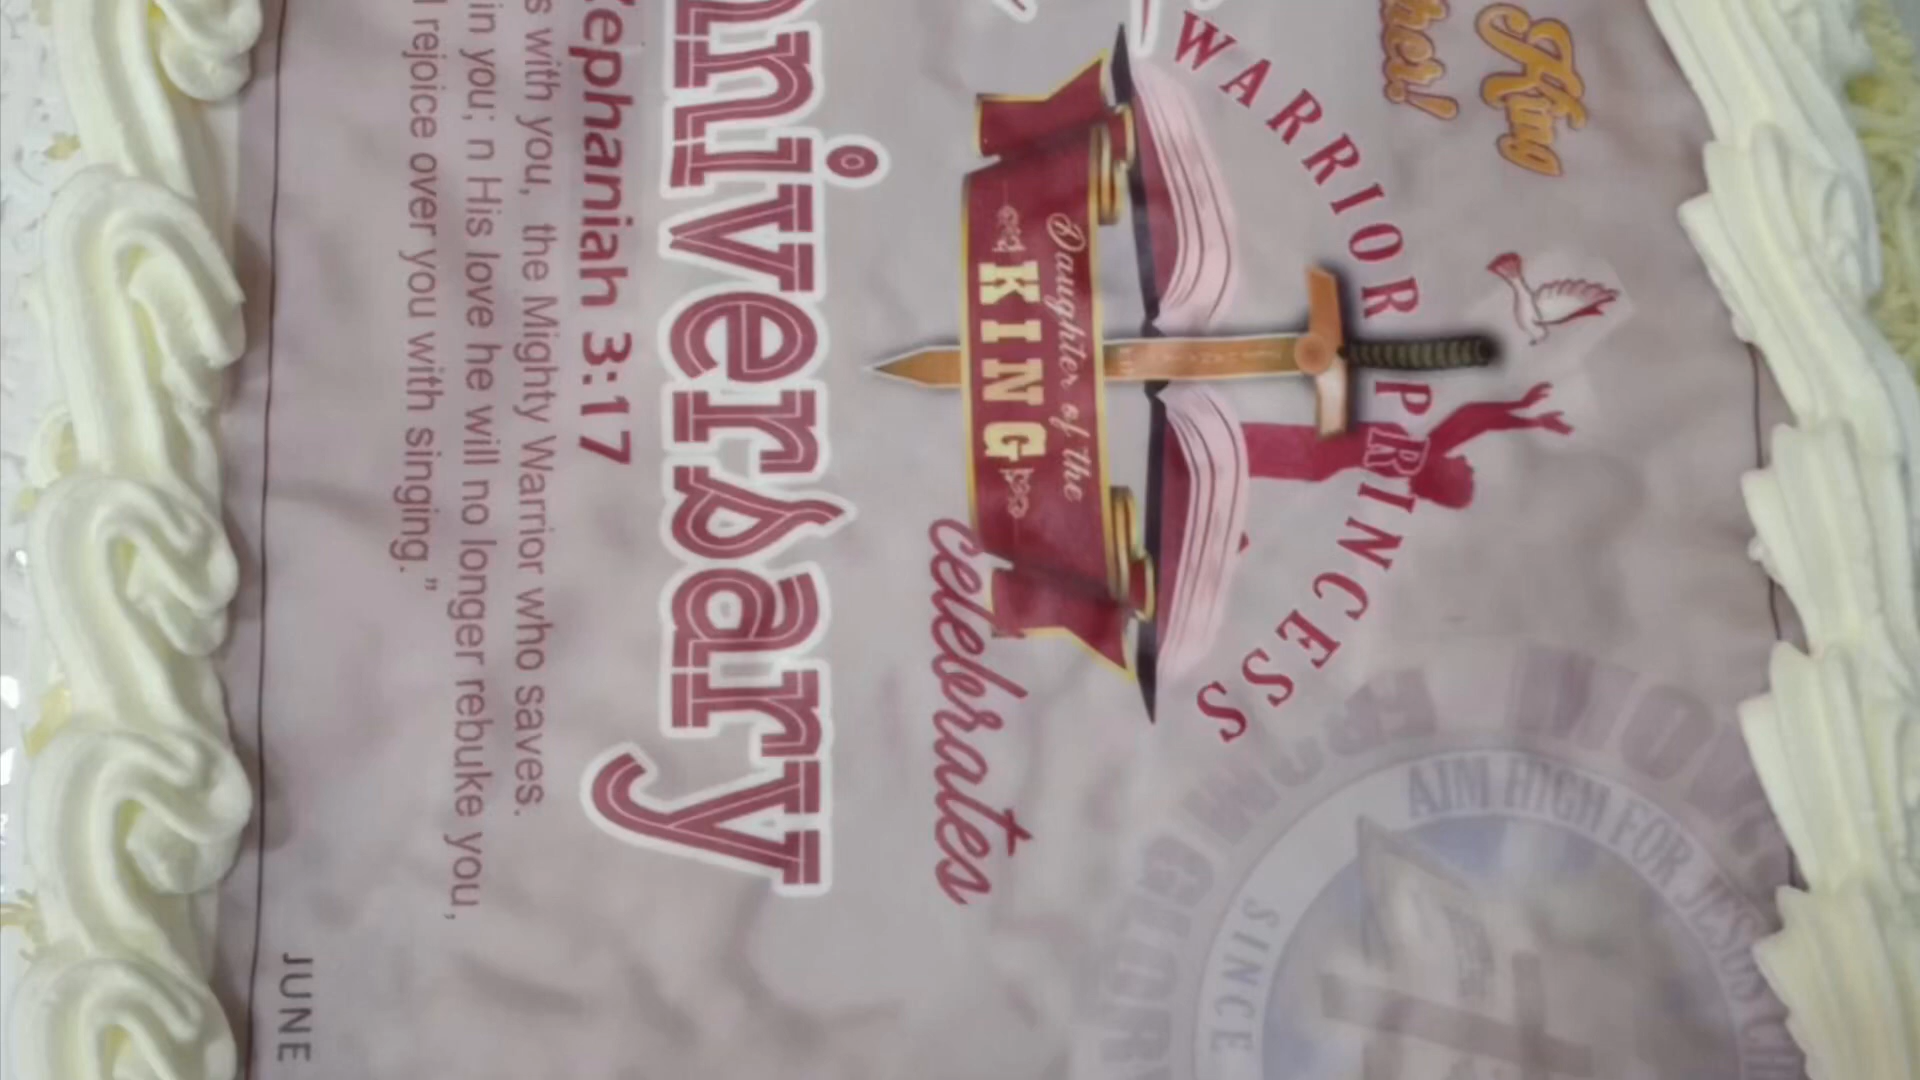 King
WARRIOR PRINCESS
Daughter of the
KING
celebrates
AIM HIGH FOR JESUS
SINCE
nniversary
Zephaniah 3:17
s with you, the Mighty Warrior who saves.
in you; n His love he will no longer rebuke you,
rejoice over you with singing.”
JUNE